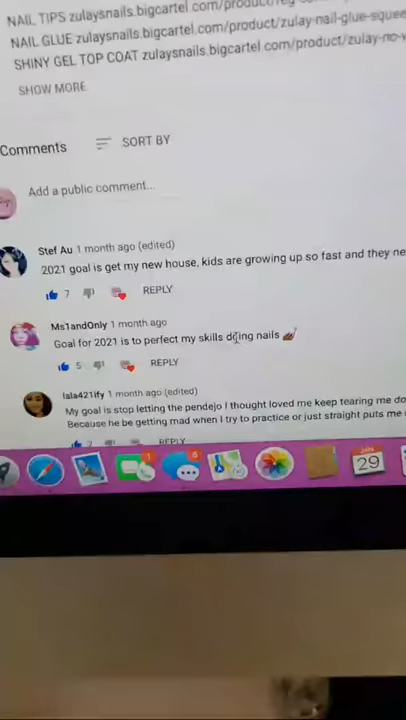 NAIL TIPS zulaysnails.bigcartel.com/product/
NAIL GLUE zulaysnails.bigcartel.com/product/zulay-nail-glue-squee
SHINY GEL TOP COAT zulaysnails.bigcartel.com/product/zulay-no-
SHOW MORE
Comments SORT BY
Add a public comment...
Stef Au 1 month ago (edited)
2021 goal is get my new house, kids are growing up so fast and they ne
7 REPLY
Ms1andOnly 1 month ago
Goal for 2021 is to perfect my skills doing nails 💅
5 REPLY
lala421ify 1 month ago (edited)
My goal is stop letting the pendejo I thought loved me keep tearing me do
Because he be getting mad when I try to practice or just straight puts me
7 REPLY
1
6
JAN
29